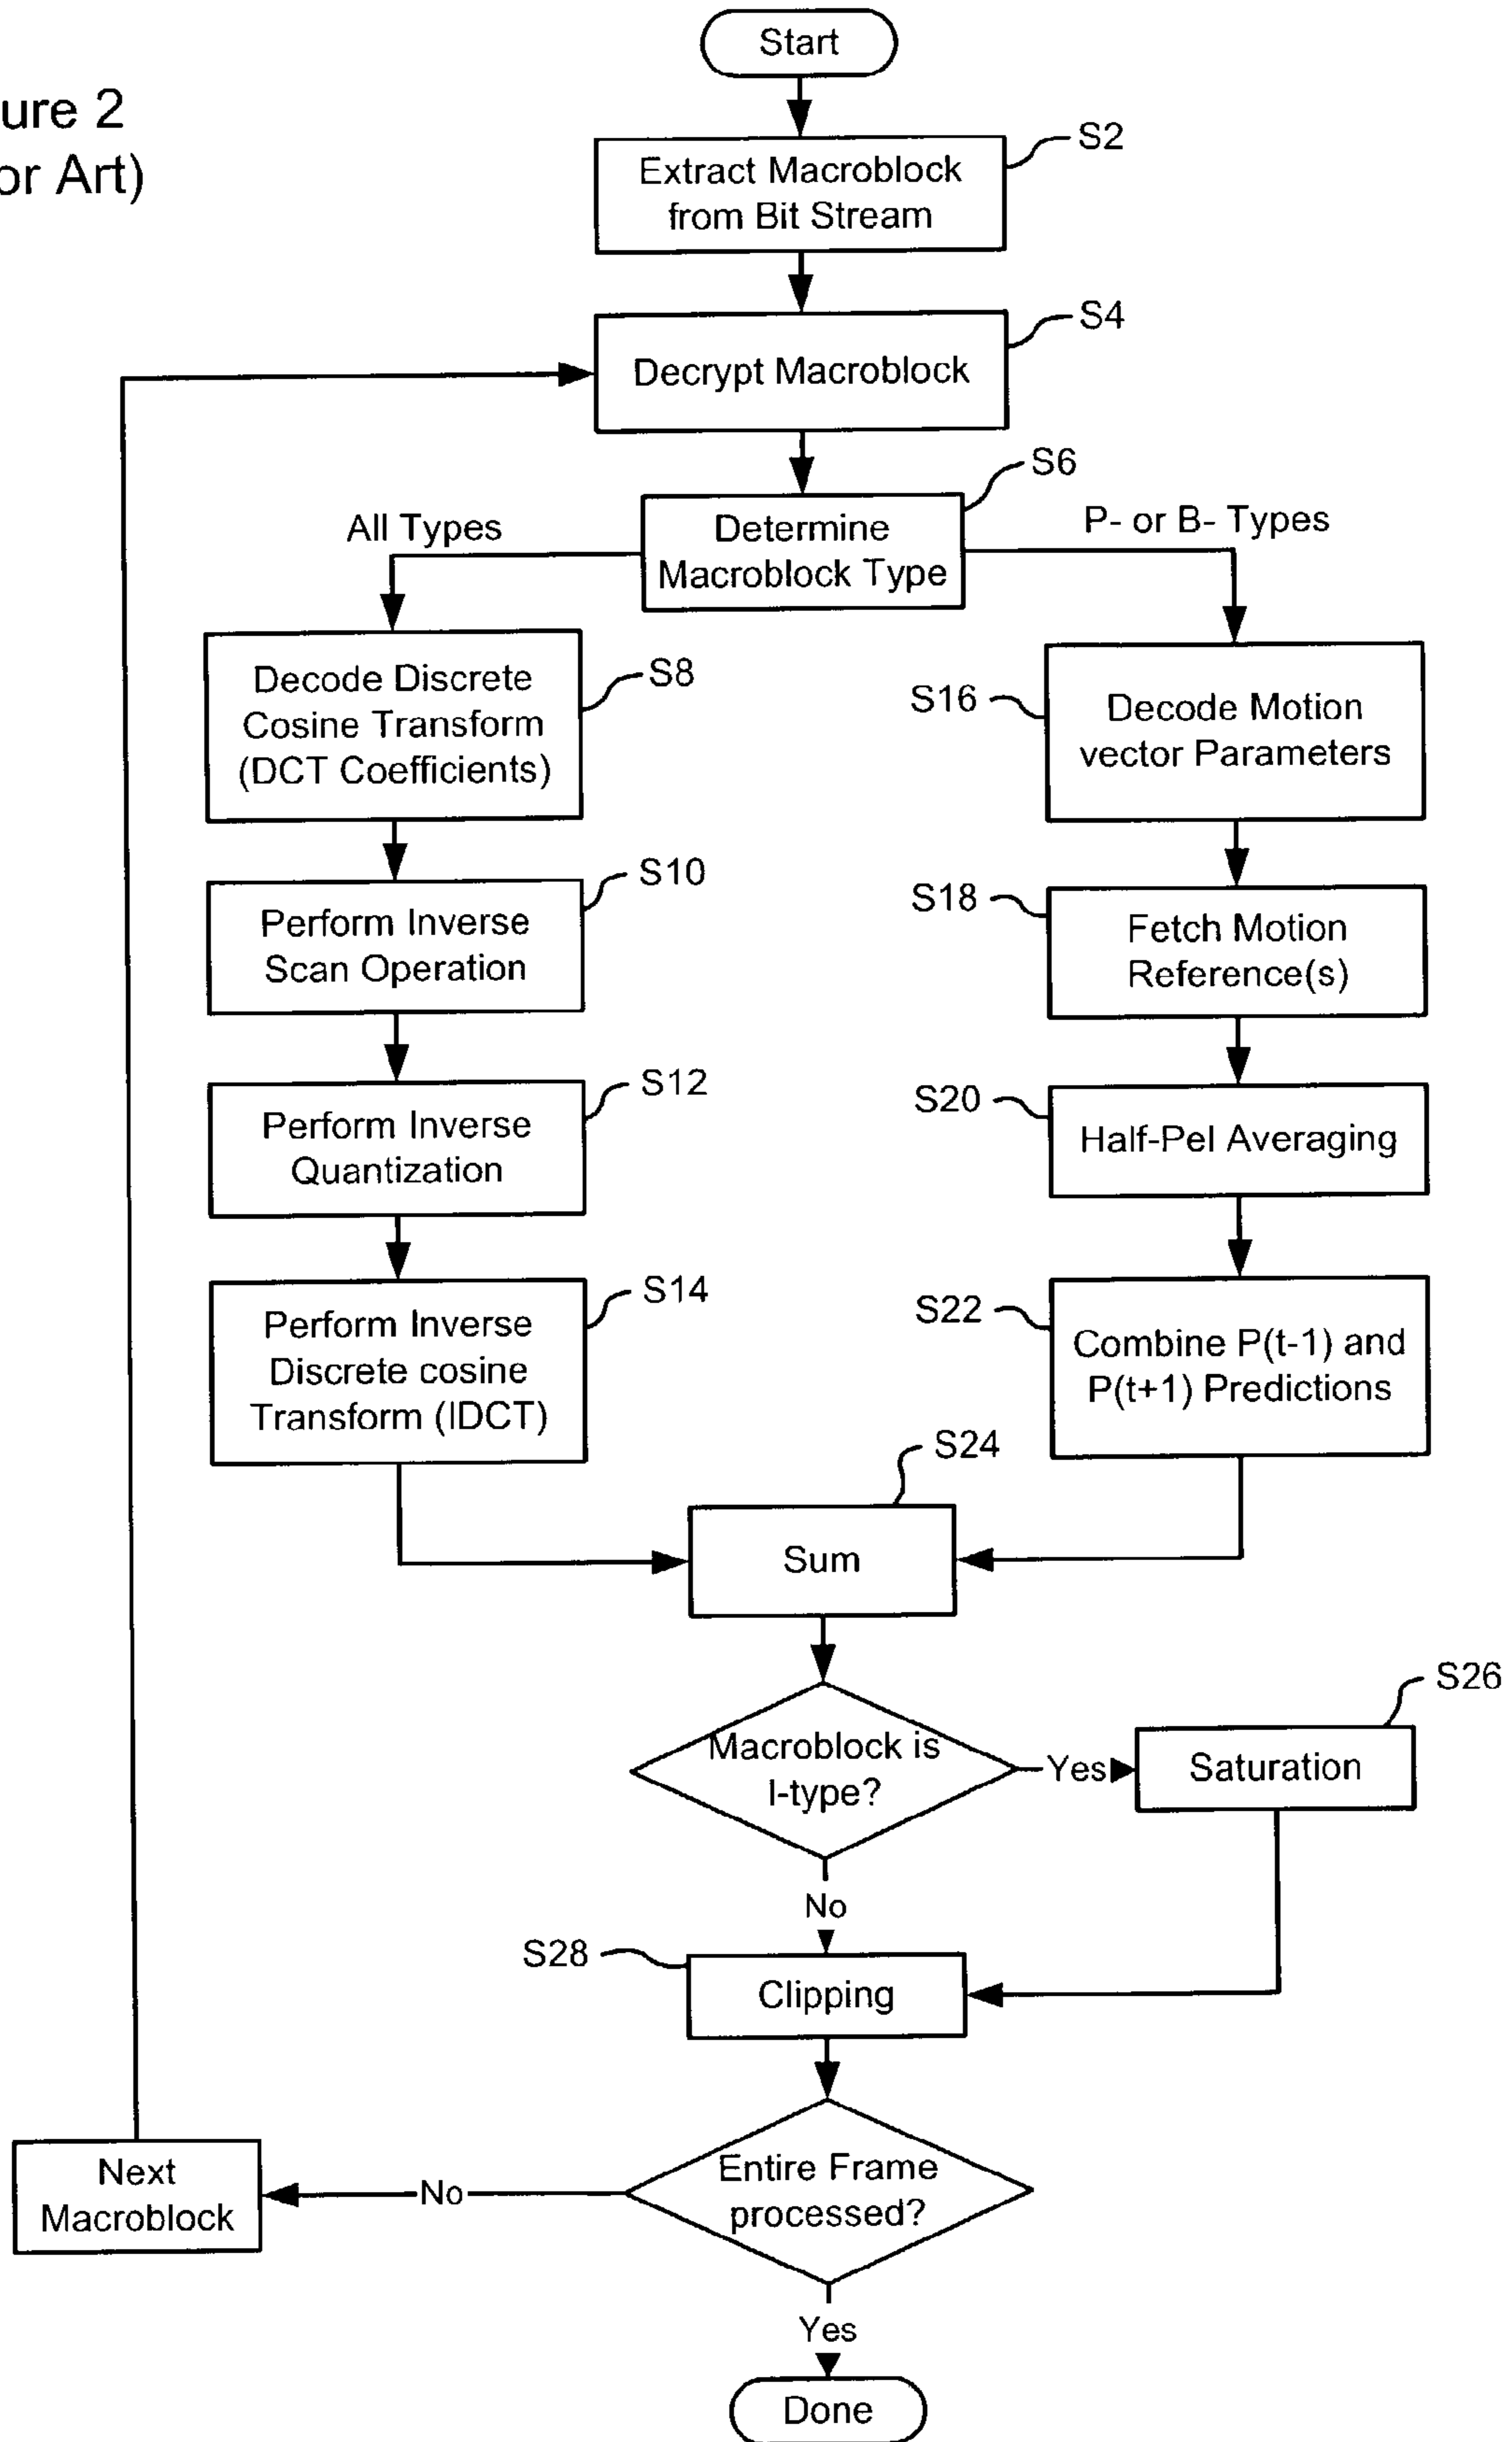 ure 2
or Art)
Start
S2
Extract Macroblock
from Bit Stream
S4
Decrypt Macroblock
S6
All Types
Determine
Macroblock Type
P- or B- Types
Decode Discrete
Cosine Transform
(DCT Coefficients)
S8
S16
Decode Motion
vector Parameters
S10
Perform Inverse
Scan Operation
S18
Fetch Motion
Reference(s)
S12
Perform Inverse
Quantization
S20
Half-Pel Averaging
S14
Perform Inverse
Discrete cosine
Transform (IDCT)
S22
Combine P(t-1) and
P(t+1) Predictions
S24
Sum
Macroblock is
I-type?
Yes
S26
Saturation
No
S28
Clipping
Entire Frame
processed?
No
Next
Macroblock
Yes
Done